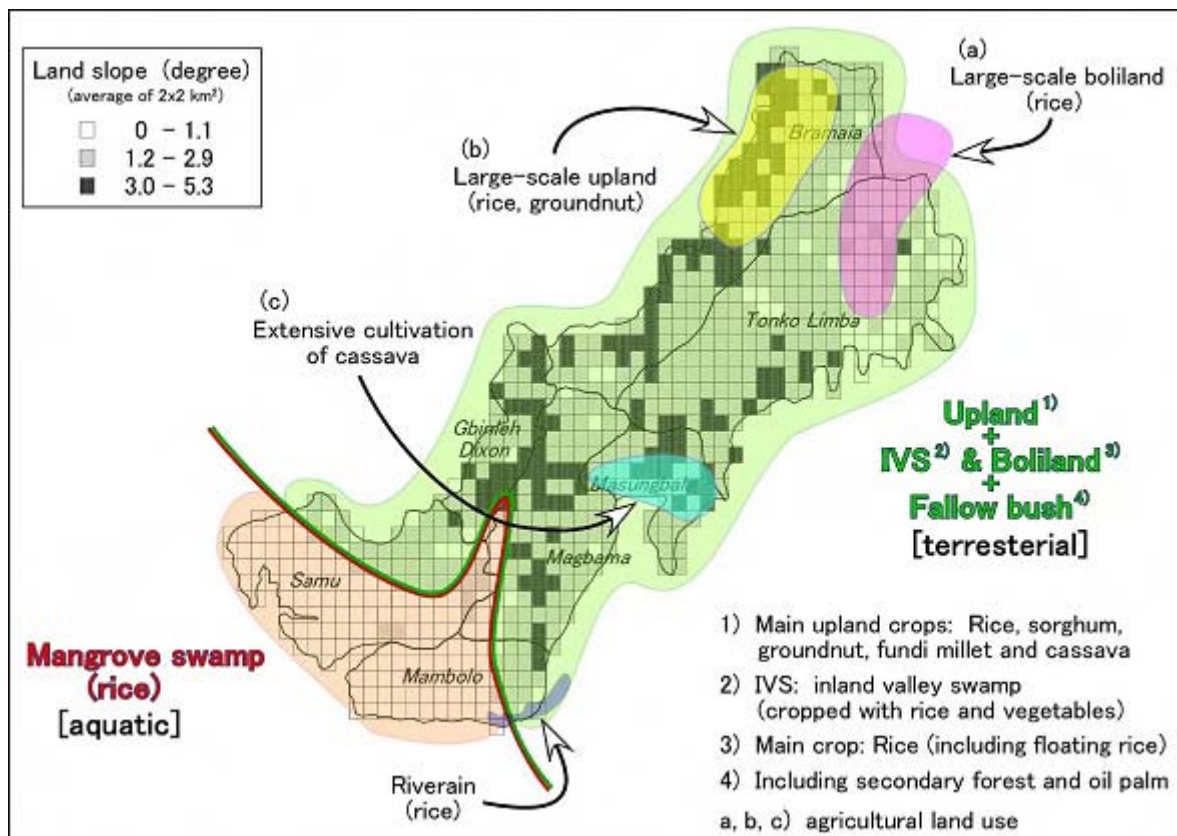 Land slope (degree)
(average of 2x2 km²)
0 - 1.1
1.2 - 2.9
3.0 - 5.3
(a)
Large-scale boliland
(rice)
(b)
Large-scale upland
(rice, groundnut)
Bramaia
(c)
Extensive cultivation
of cassava
Tonko Limba
Gbinleh
Dixon
Masungbala
Magbama
Samu
Mambolo
Upland 1)
+
IVS 2) & Boliland 3)
+
Fallow bush 4)
[terresterial]
Mangrove swamp
(rice)
[aquatic]
Riverain
(rice)
1) Main upland crops: Rice, sorghum,
groundnut, fundi millet and cassava
2) IVS: inland valley swamp
(cropped with rice and vegetables)
3) Main crop: Rice (including floating rice)
4) Including secondary forest and oil palm
a, b, c) agricultural land use